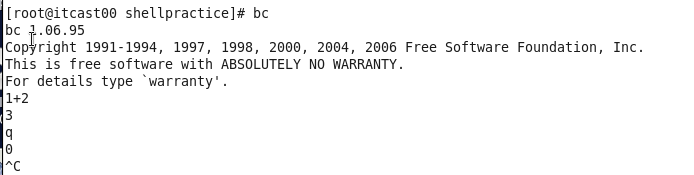 [root@itcast00 shellpractice]# bc
bc 1.06.95
Copyright 1991-1994, 1997, 1998, 2000, 2004, 2006 Free Software Foundation, Inc.
This is free software with ABSOLUTELY NO WARRANTY.
For details type `warranty'.
1+2
3
q
0
^C